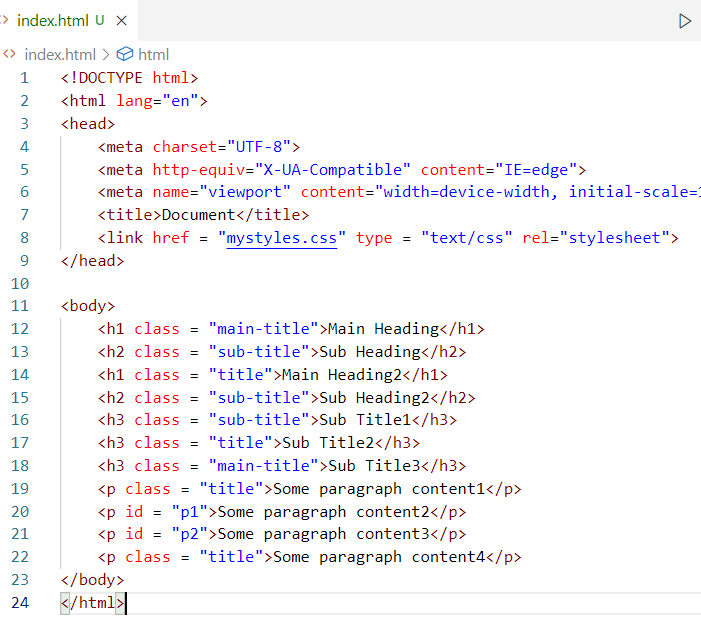 index.html U
index.html > html
1 <!DOCTYPE html>
2 <html lang="en">
3 <head>
4     <meta charset="UTF-8">
5     <meta http-equiv="X-UA-Compatible" content="IE=edge">
6     <meta name="viewport" content="width=device-width, initial-scale=1
7     <title>Document</title>
8     <link href = "mystyles.css" type = "text/css" rel="stylesheet">
9 </head>
10
11 <body>
12     <h1 class = "main-title">Main Heading</h1>
13     <h2 class = "sub-title">Sub Heading</h2>
14     <h1 class = "title">Main Heading2</h1>
15     <h2 class = "sub-title">Sub Heading2</h2>
16     <h3 class = "sub-title">Sub Title1</h3>
17     <h3 class = "title">Sub Title2</h3>
18     <h3 class = "main-title">Sub Title3</h3>
19     <p class = "title">Some paragraph content1</p>
20     <p id = "p1">Some paragraph content2</p>
21     <p id = "p2">Some paragraph content3</p>
22     <p class = "title">Some paragraph content4</p>
23 </body>
24 </html>